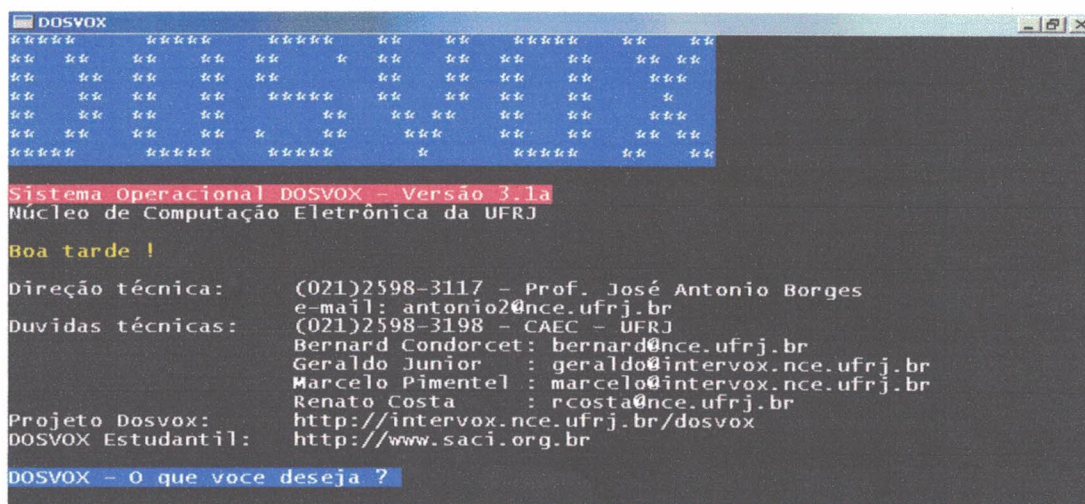 DOSVOX
Sistema Operacional DOSVOX - Versão 3.1a
Núcleo de Computação Eletrônica da UFRJ
Boa tarde !
Direção técnica: (021)2598-3117 - Prof. José Antonio Borges
e-mail: antonio2@nce.ufrj.br
Duvidas técnicas: (021)2598-3198 - CAEC - UFRJ
Bernard Condorcet: bernard@nce.ufrj.br
Geraldo Junior : geraldo@intervox.nce.ufrj.br
Marcelo Pimentel : marcelo@intervox.nce.ufrj.br
Renato Costa : rcosta@nce.ufrj.br
Projeto Dosvox: http://intervox.nce.ufrj.br/dosvox
DOSVOX Estudantil: http://www.saci.org.br
DOSVOX - O que voce deseja ?